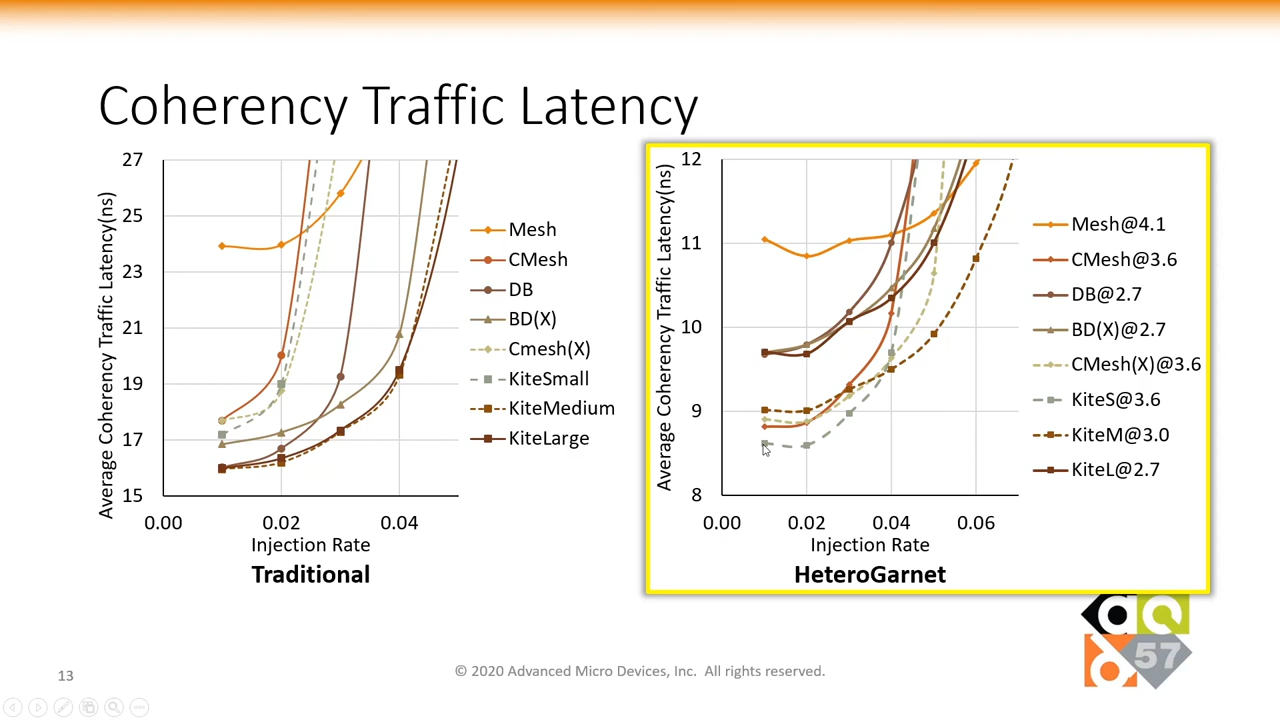 Coherency Traffic Latency
Average Coherency Traffic Latency(ns)
27
25
23
21
19
17
15
0.00
0.02
0.04
Injection Rate
Traditional
Mesh
CMesh
DB
BD(X)
Cmesh(X)
KiteSmall
KiteMedium
KiteLarge
Average Coherency Traffic Latency(ns)
12
11
10
9
8
0.00
0.02
0.04
0.06
Injection Rate
HeteroGarnet
Mesh@4.1
CMesh@3.6
DB@2.7
BD(X)@2.7
CMesh(X)@3.6
KiteS@3.6
KiteM@3.0
KiteL@2.7
13
© 2020 Advanced Micro Devices, Inc. All rights reserved.
57